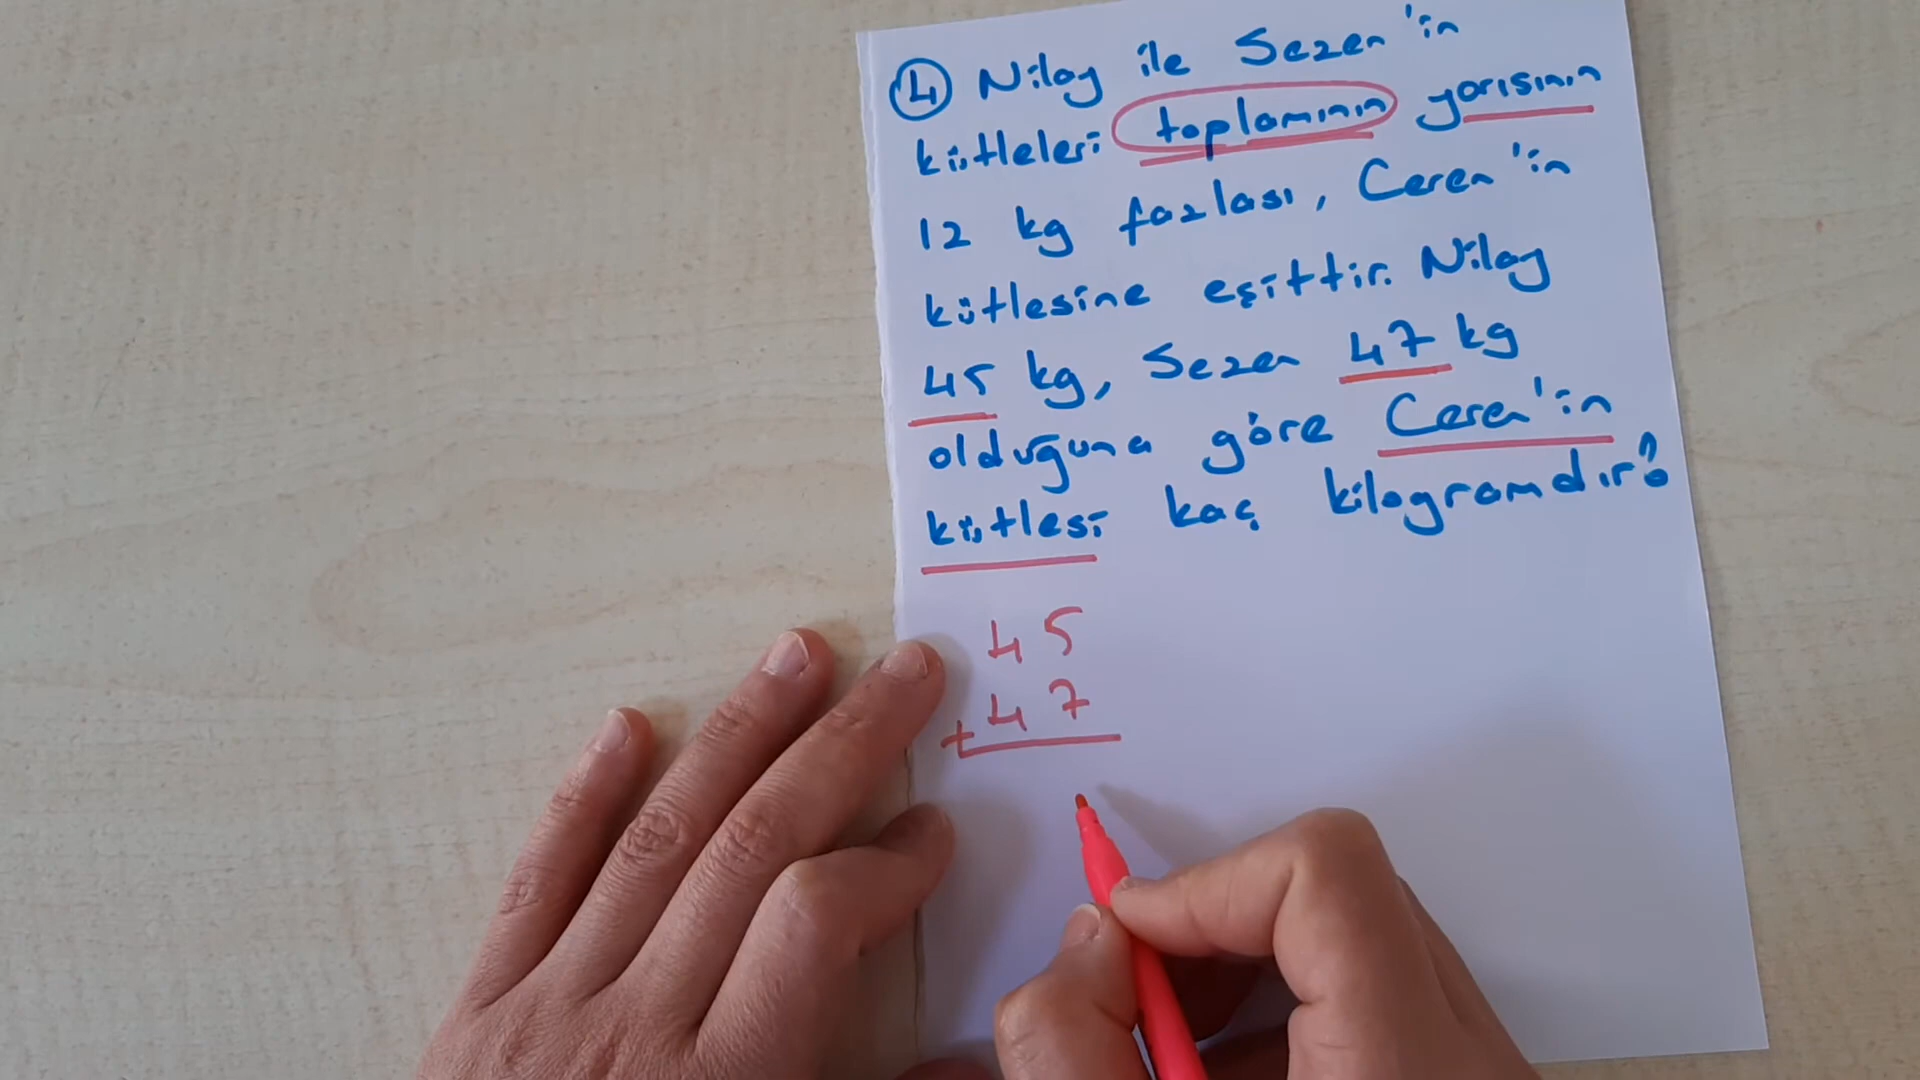 4 Nilay ile Sezen'in
kütleleri toplamının yarısının
12 kg fazlası, Ceren'in
kütlesine eşittir. Nilay
45 kg, Sezen 47 kg
olduğuna göre Ceren'in
kütlesi kaç kilogramdır?
45
+ 47